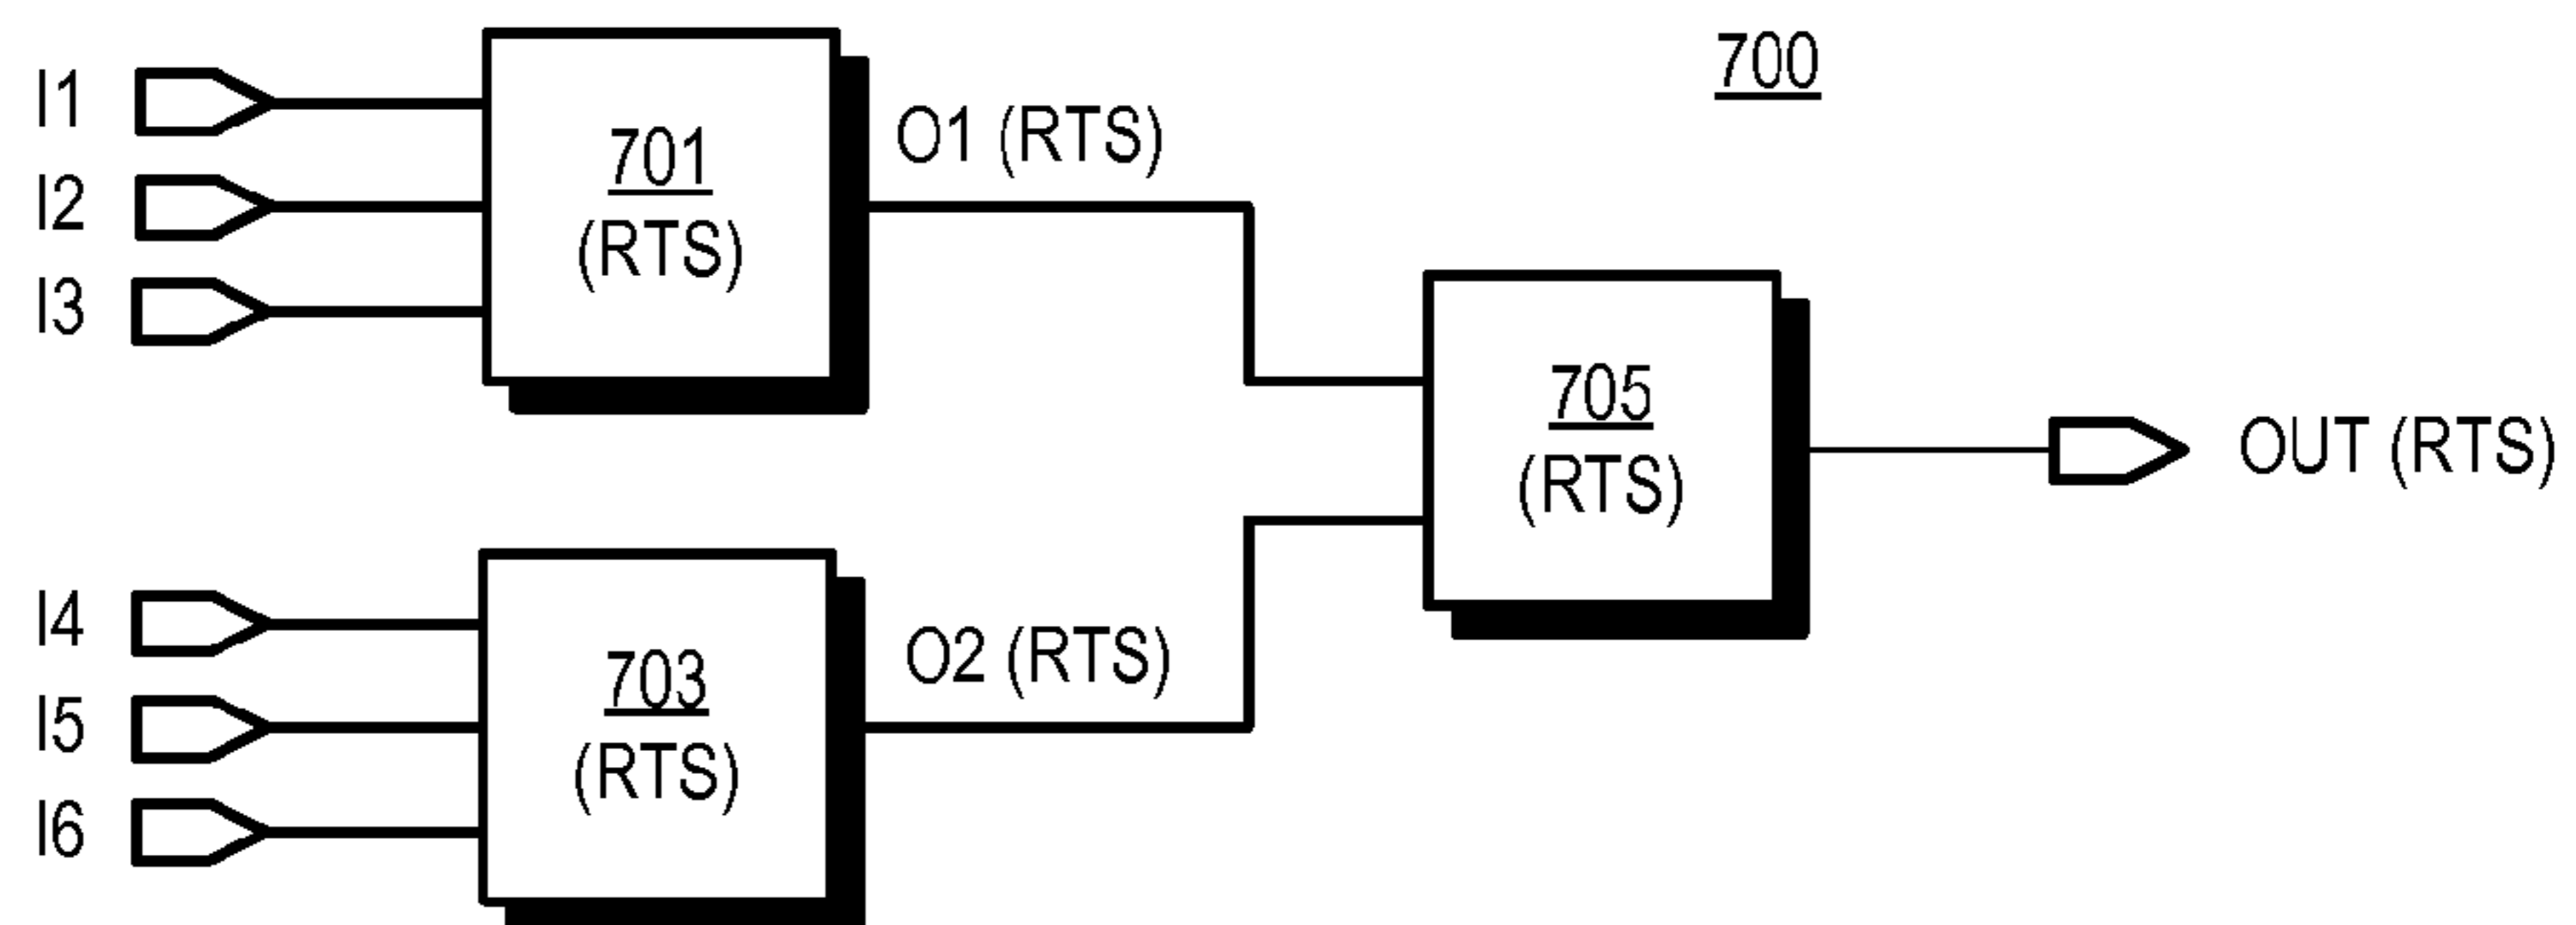 700
I1
I2
I3
701
(RTS)
O1 (RTS)
705
(RTS)
OUT (RTS)
I4
I5
I6
703
(RTS)
O2 (RTS)